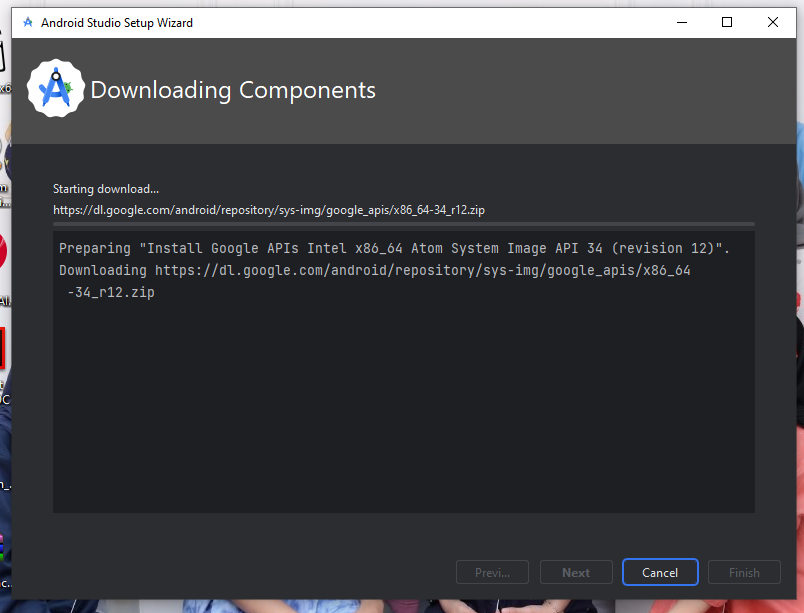 Android Studio Setup Wizard
Downloading Components
Starting download...
https://dl.google.com/android/repository/sys-img/google_apis/x86_64-34_r12.zip
Preparing "Install Google APIs Intel x86_64 Atom System Image API 34 (revision 12)".
Downloading https://dl.google.com/android/repository/sys-img/google_apis/x86_64
-34_r12.zip
Previ...
Next
Cancel
Finish